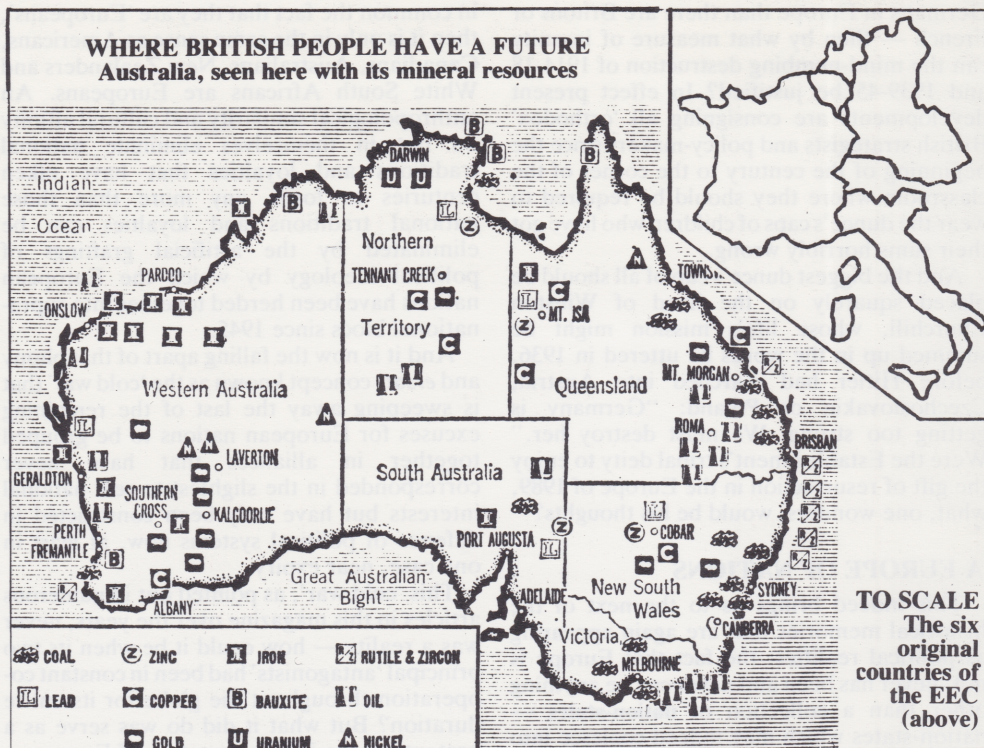 WHERE BRITISH PEOPLE HAVE A FUTURE
Australia, seen here with its mineral resources
Indian
Ocean
DARWIN
Northern
Territory
TENNANT CREEK
PARDCO
ONSLOW
MT. ISA
TOWNS
Western Australia
Queensland
MT. MORGAN
ROMA
BRISBAN
LAVERTON
South Australia
GERALDTON
SOUTHERN
CROSS
KALGOORLIE
COBAR
PERTH
FREMANTLE
PORT AUGUSTA
ALBANY
Great Australian
Bight
ADELAIDE
New South
Wales
SYDNEY
CANBERRA
Victoria
MELBOURNE
TO SCALE
The six
original
countries of
the EEC
(above)
COAL
Z ZINC
I IRON
R/Z RUTILE & ZIRCON
L LEAD
C COPPER
B BAUXITE
OIL
GOLD
U URANIUM
N NICKEL